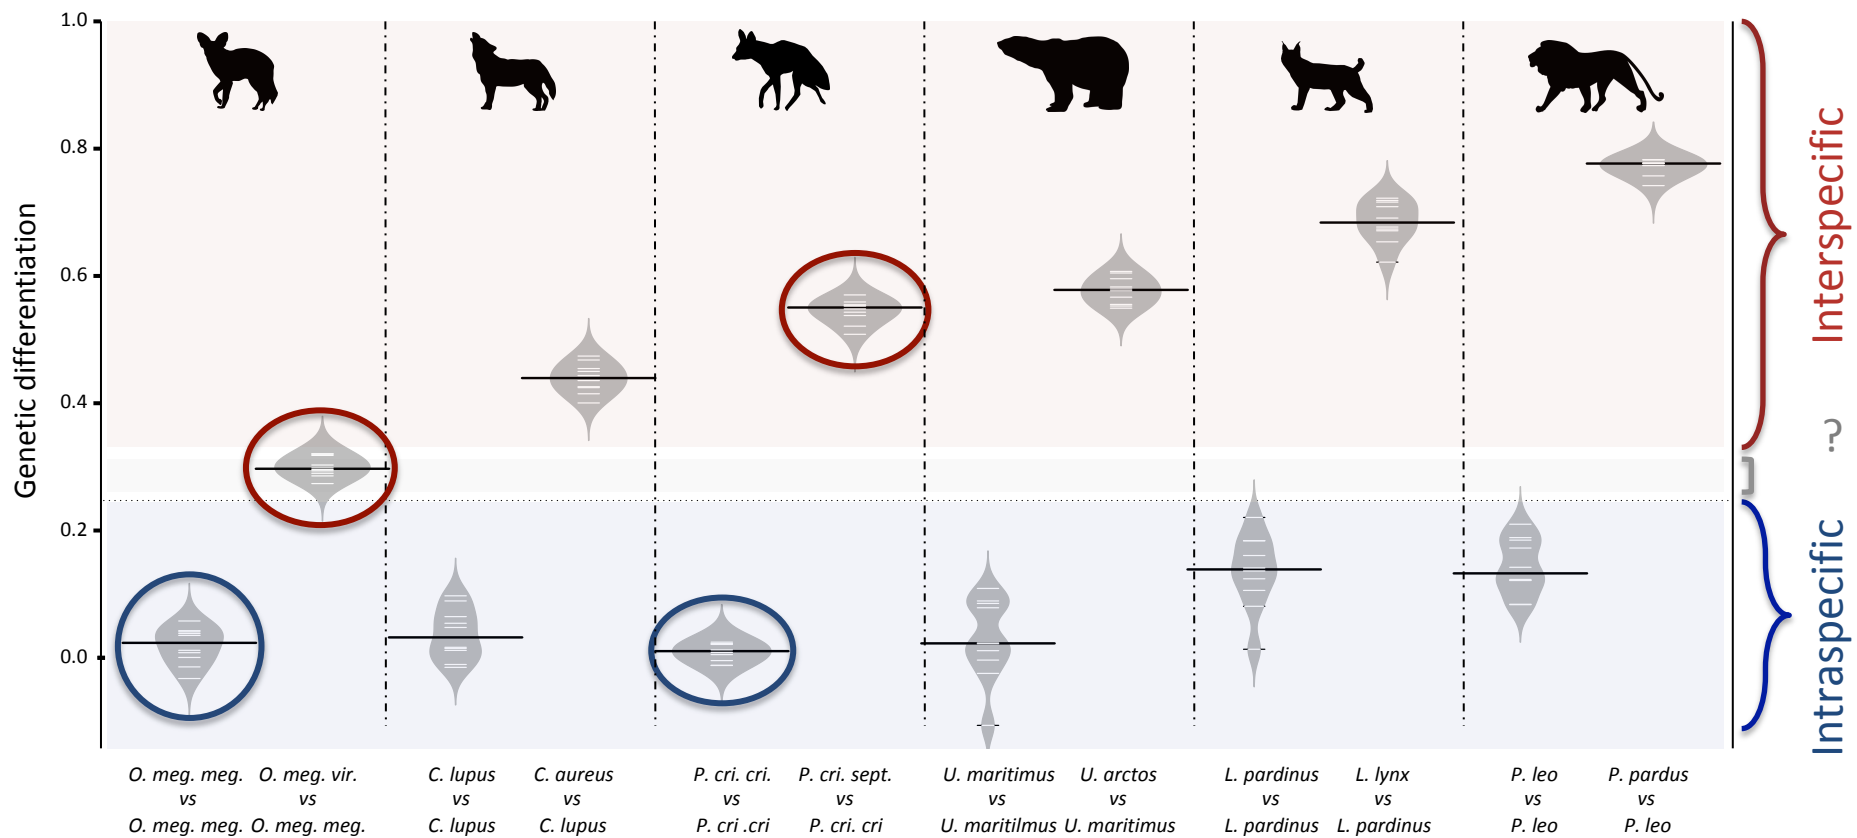 1.0
0.8
0.6
0.4
0.2
0.0
Genetic differentiation
Interspecific
?
Intraspecific
O. meg. meg. O. meg. vir. C. lupus C. aureus P. cri. cri. P. cri. sept. U. maritimus U. arctos L. pardinus L. lynx P. leo P. pardus
vs vs vs vs vs vs vs vs vs vs vs vs
O. meg. meg. O. meg. meg. C. lupus C. lupus P. cri .cri P. cri. cri U. maritilmus U. maritimus L. pardinus L. pardinus P. leo P. leo